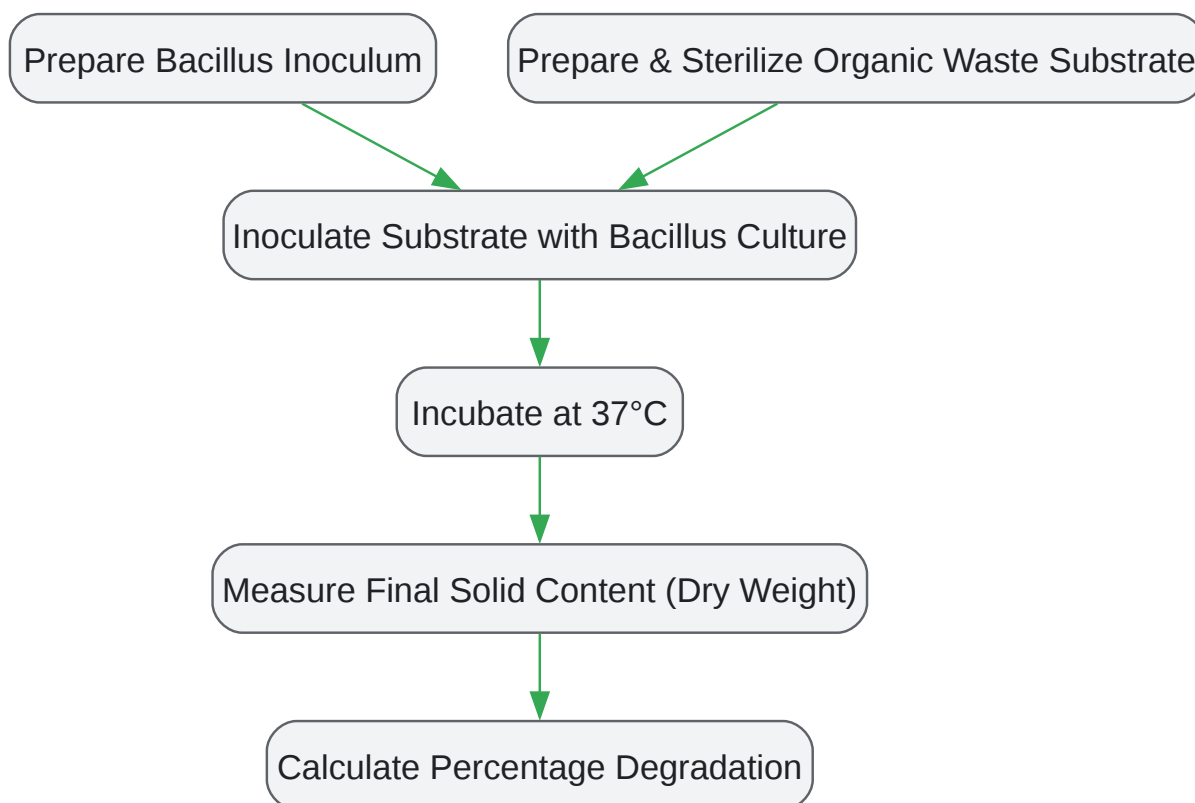 Prepare Bacillus Inoculum
Prepare & Sterilize Organic Waste Substrate
Inoculate Substrate with Bacillus Culture
Incubate at 37°C
Measure Final Solid Content (Dry Weight)
Calculate Percentage Degradation